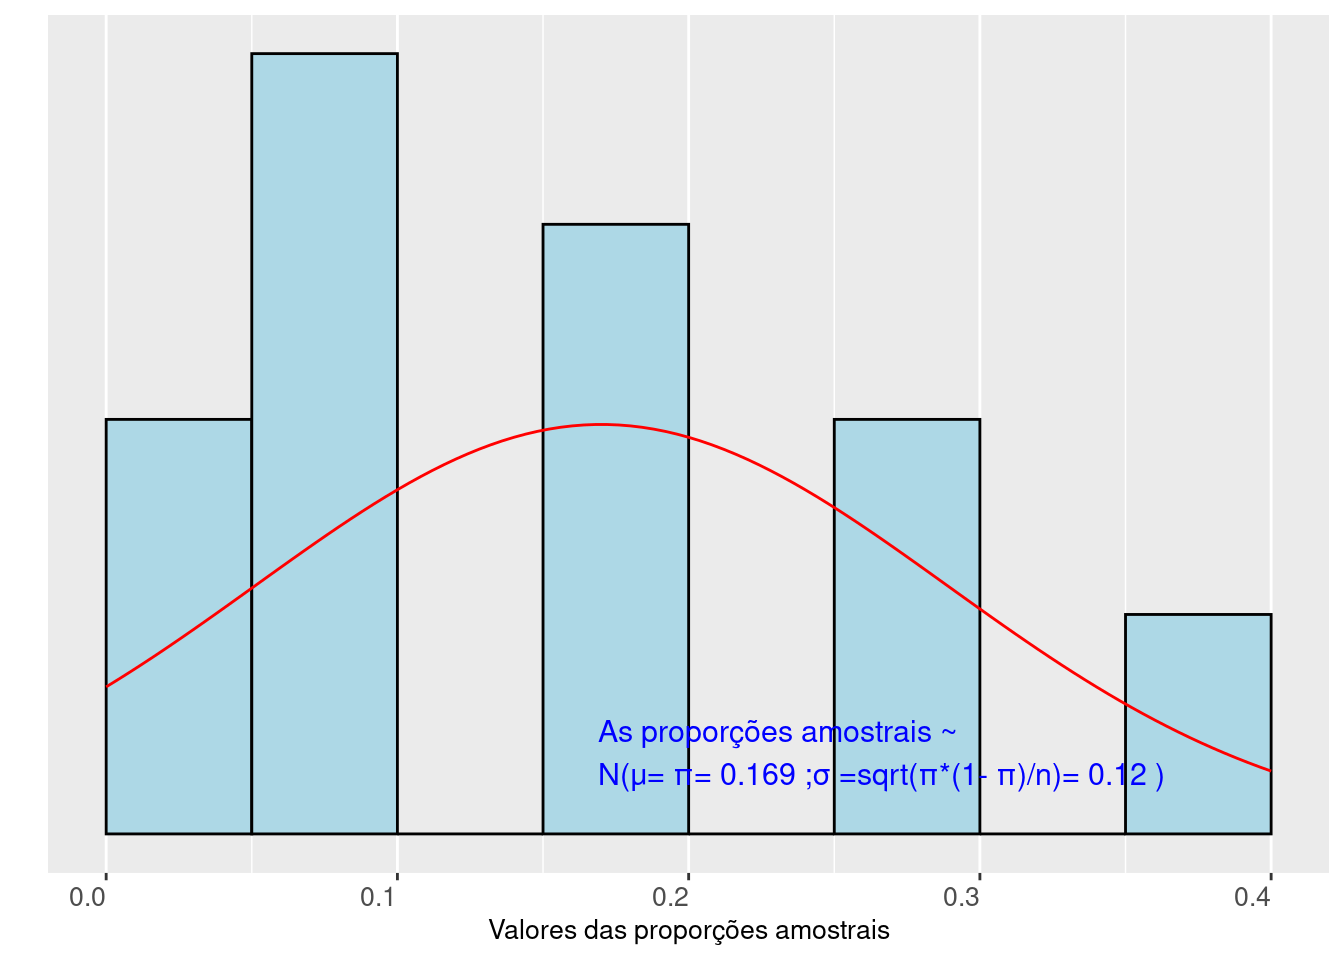 As proporções amostrais ~
N(μ= π= 0.169 ;σ =sqrt(π*(1- π)/n)= 0.12 )
0.0 0.1 0.2 0.3 0.4
Valores das proporções amostrais